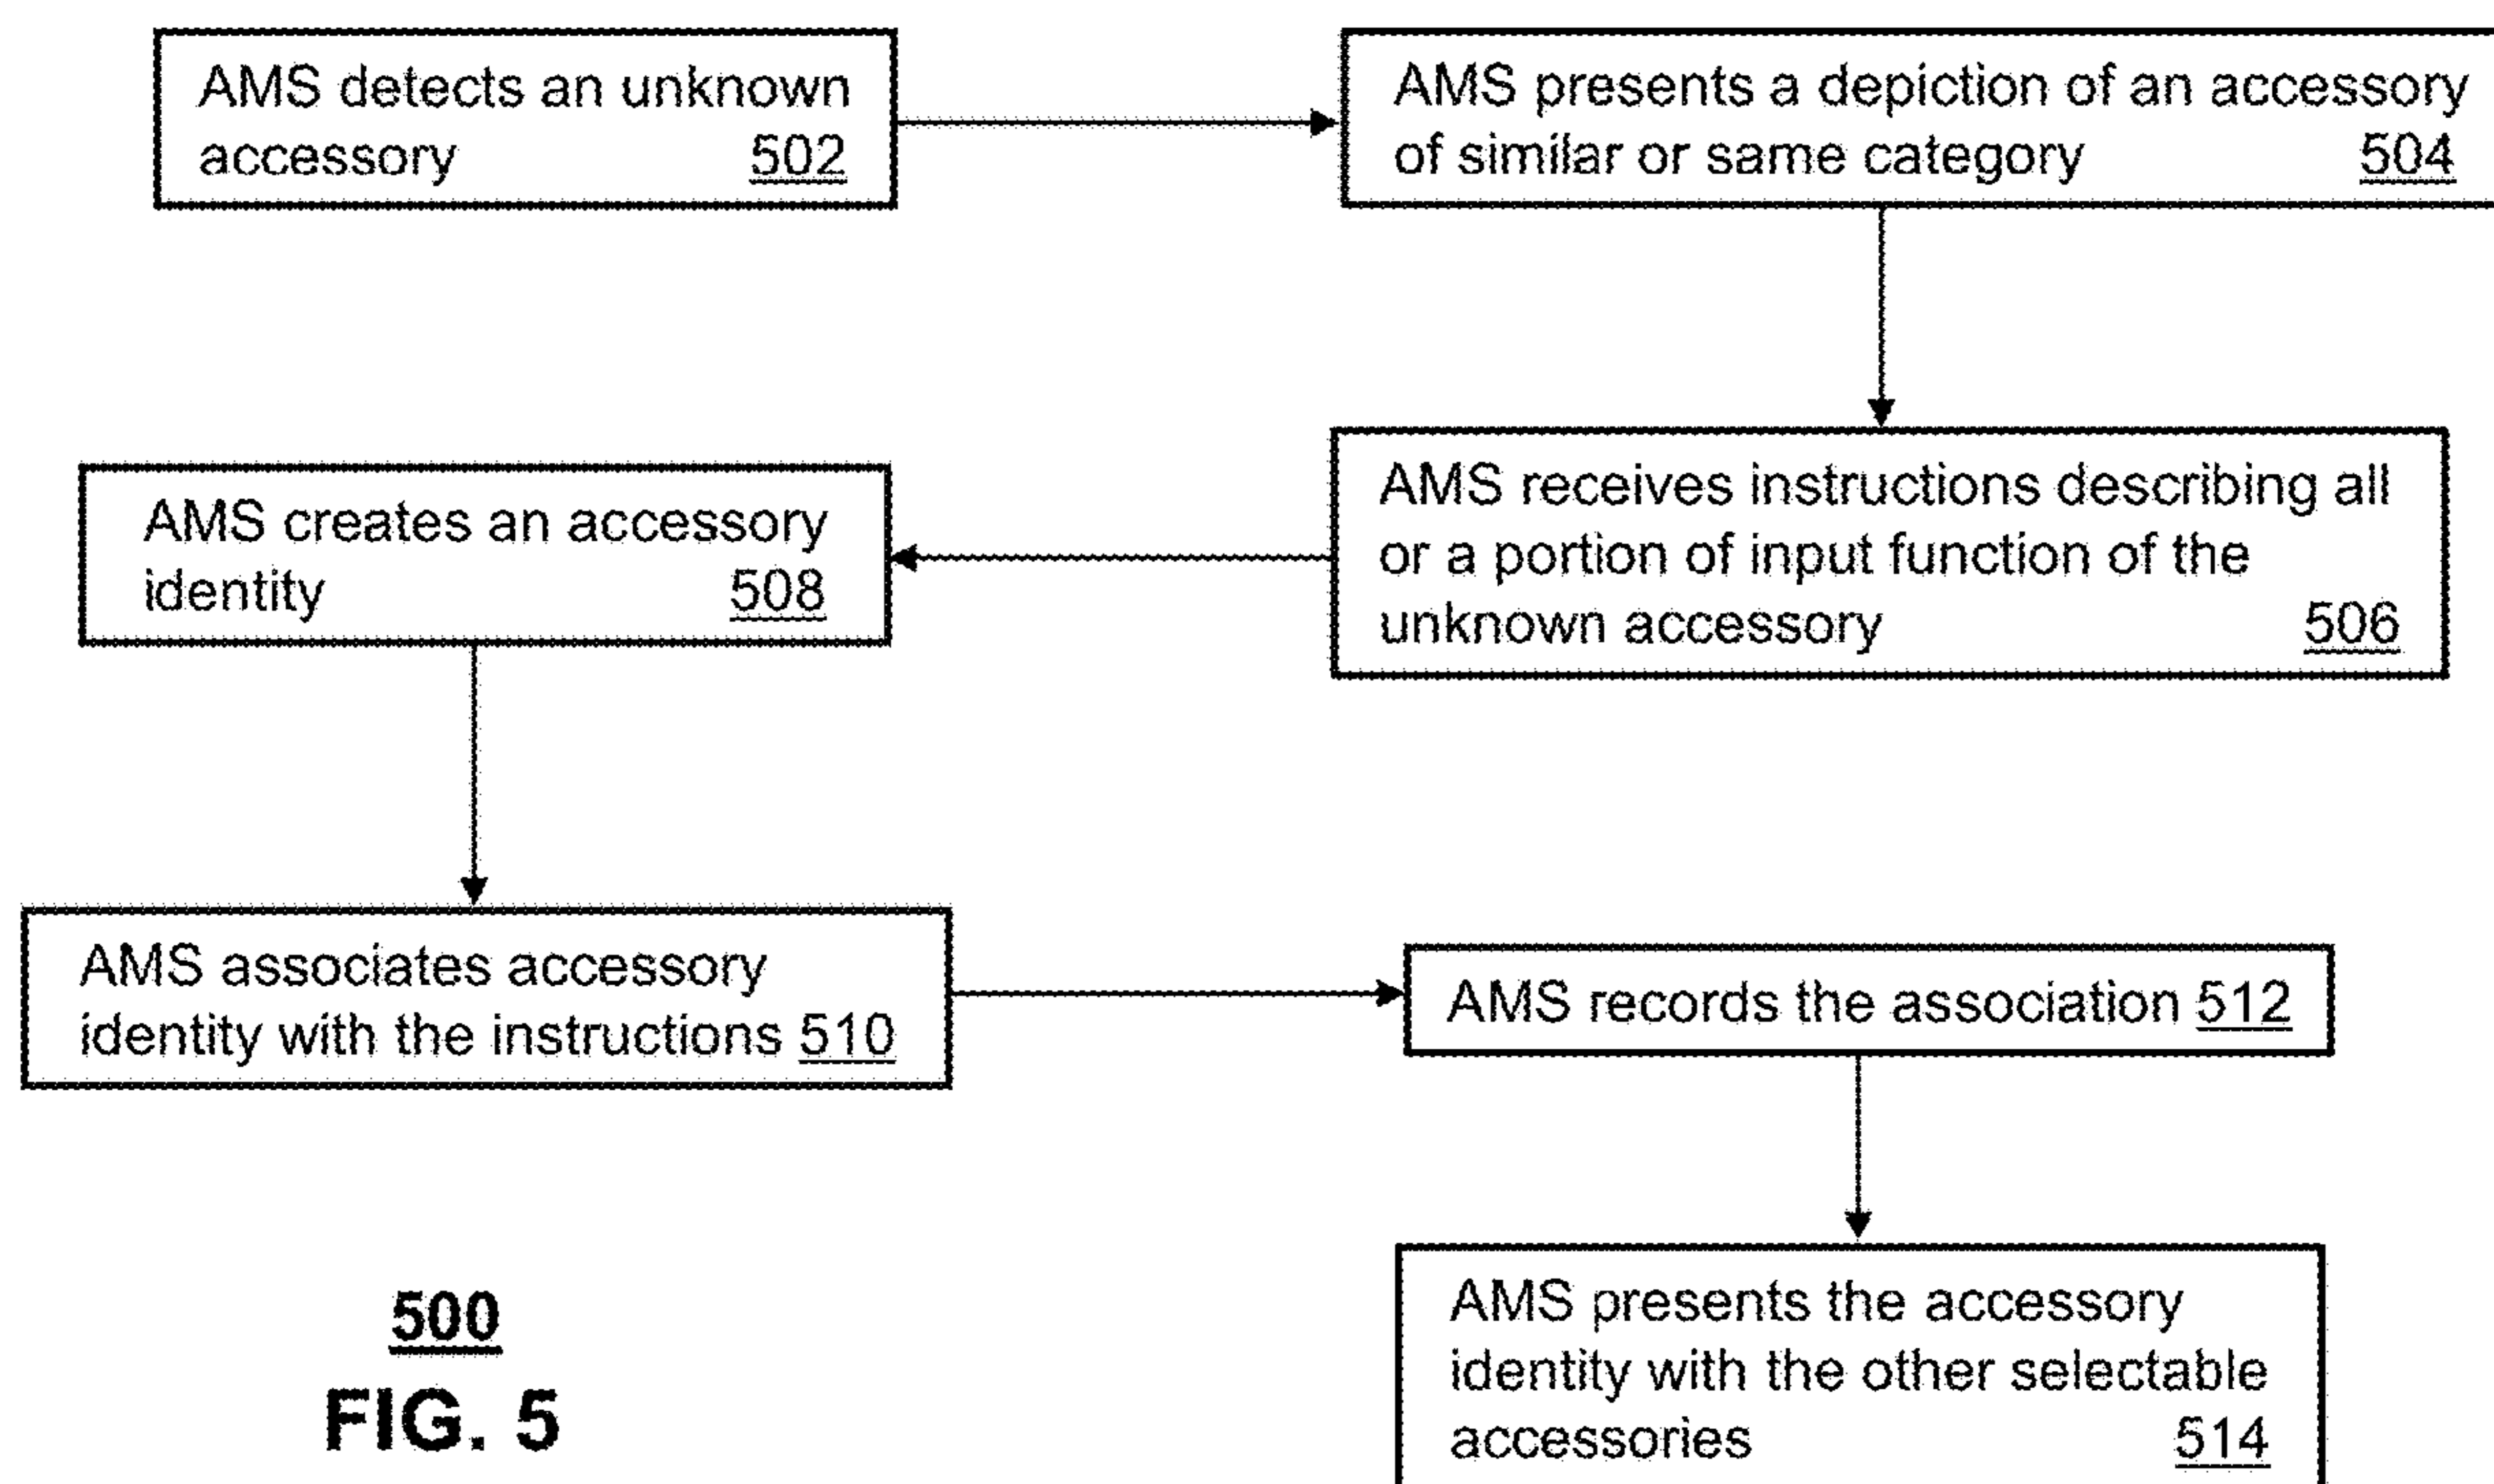 AMS detects an unknown
accessory 502
AMS presents a depiction of an accessory
of similar or same category 504
AMS receives instructions describing all
or a portion of input function of the
unknown accessory 506
AMS creates an accessory
identity 508
AMS associates accessory
identity with the instructions 510
AMS records the association 512
AMS presents the accessory
identity with the other selectable
accessories 514
500
FIG. 5